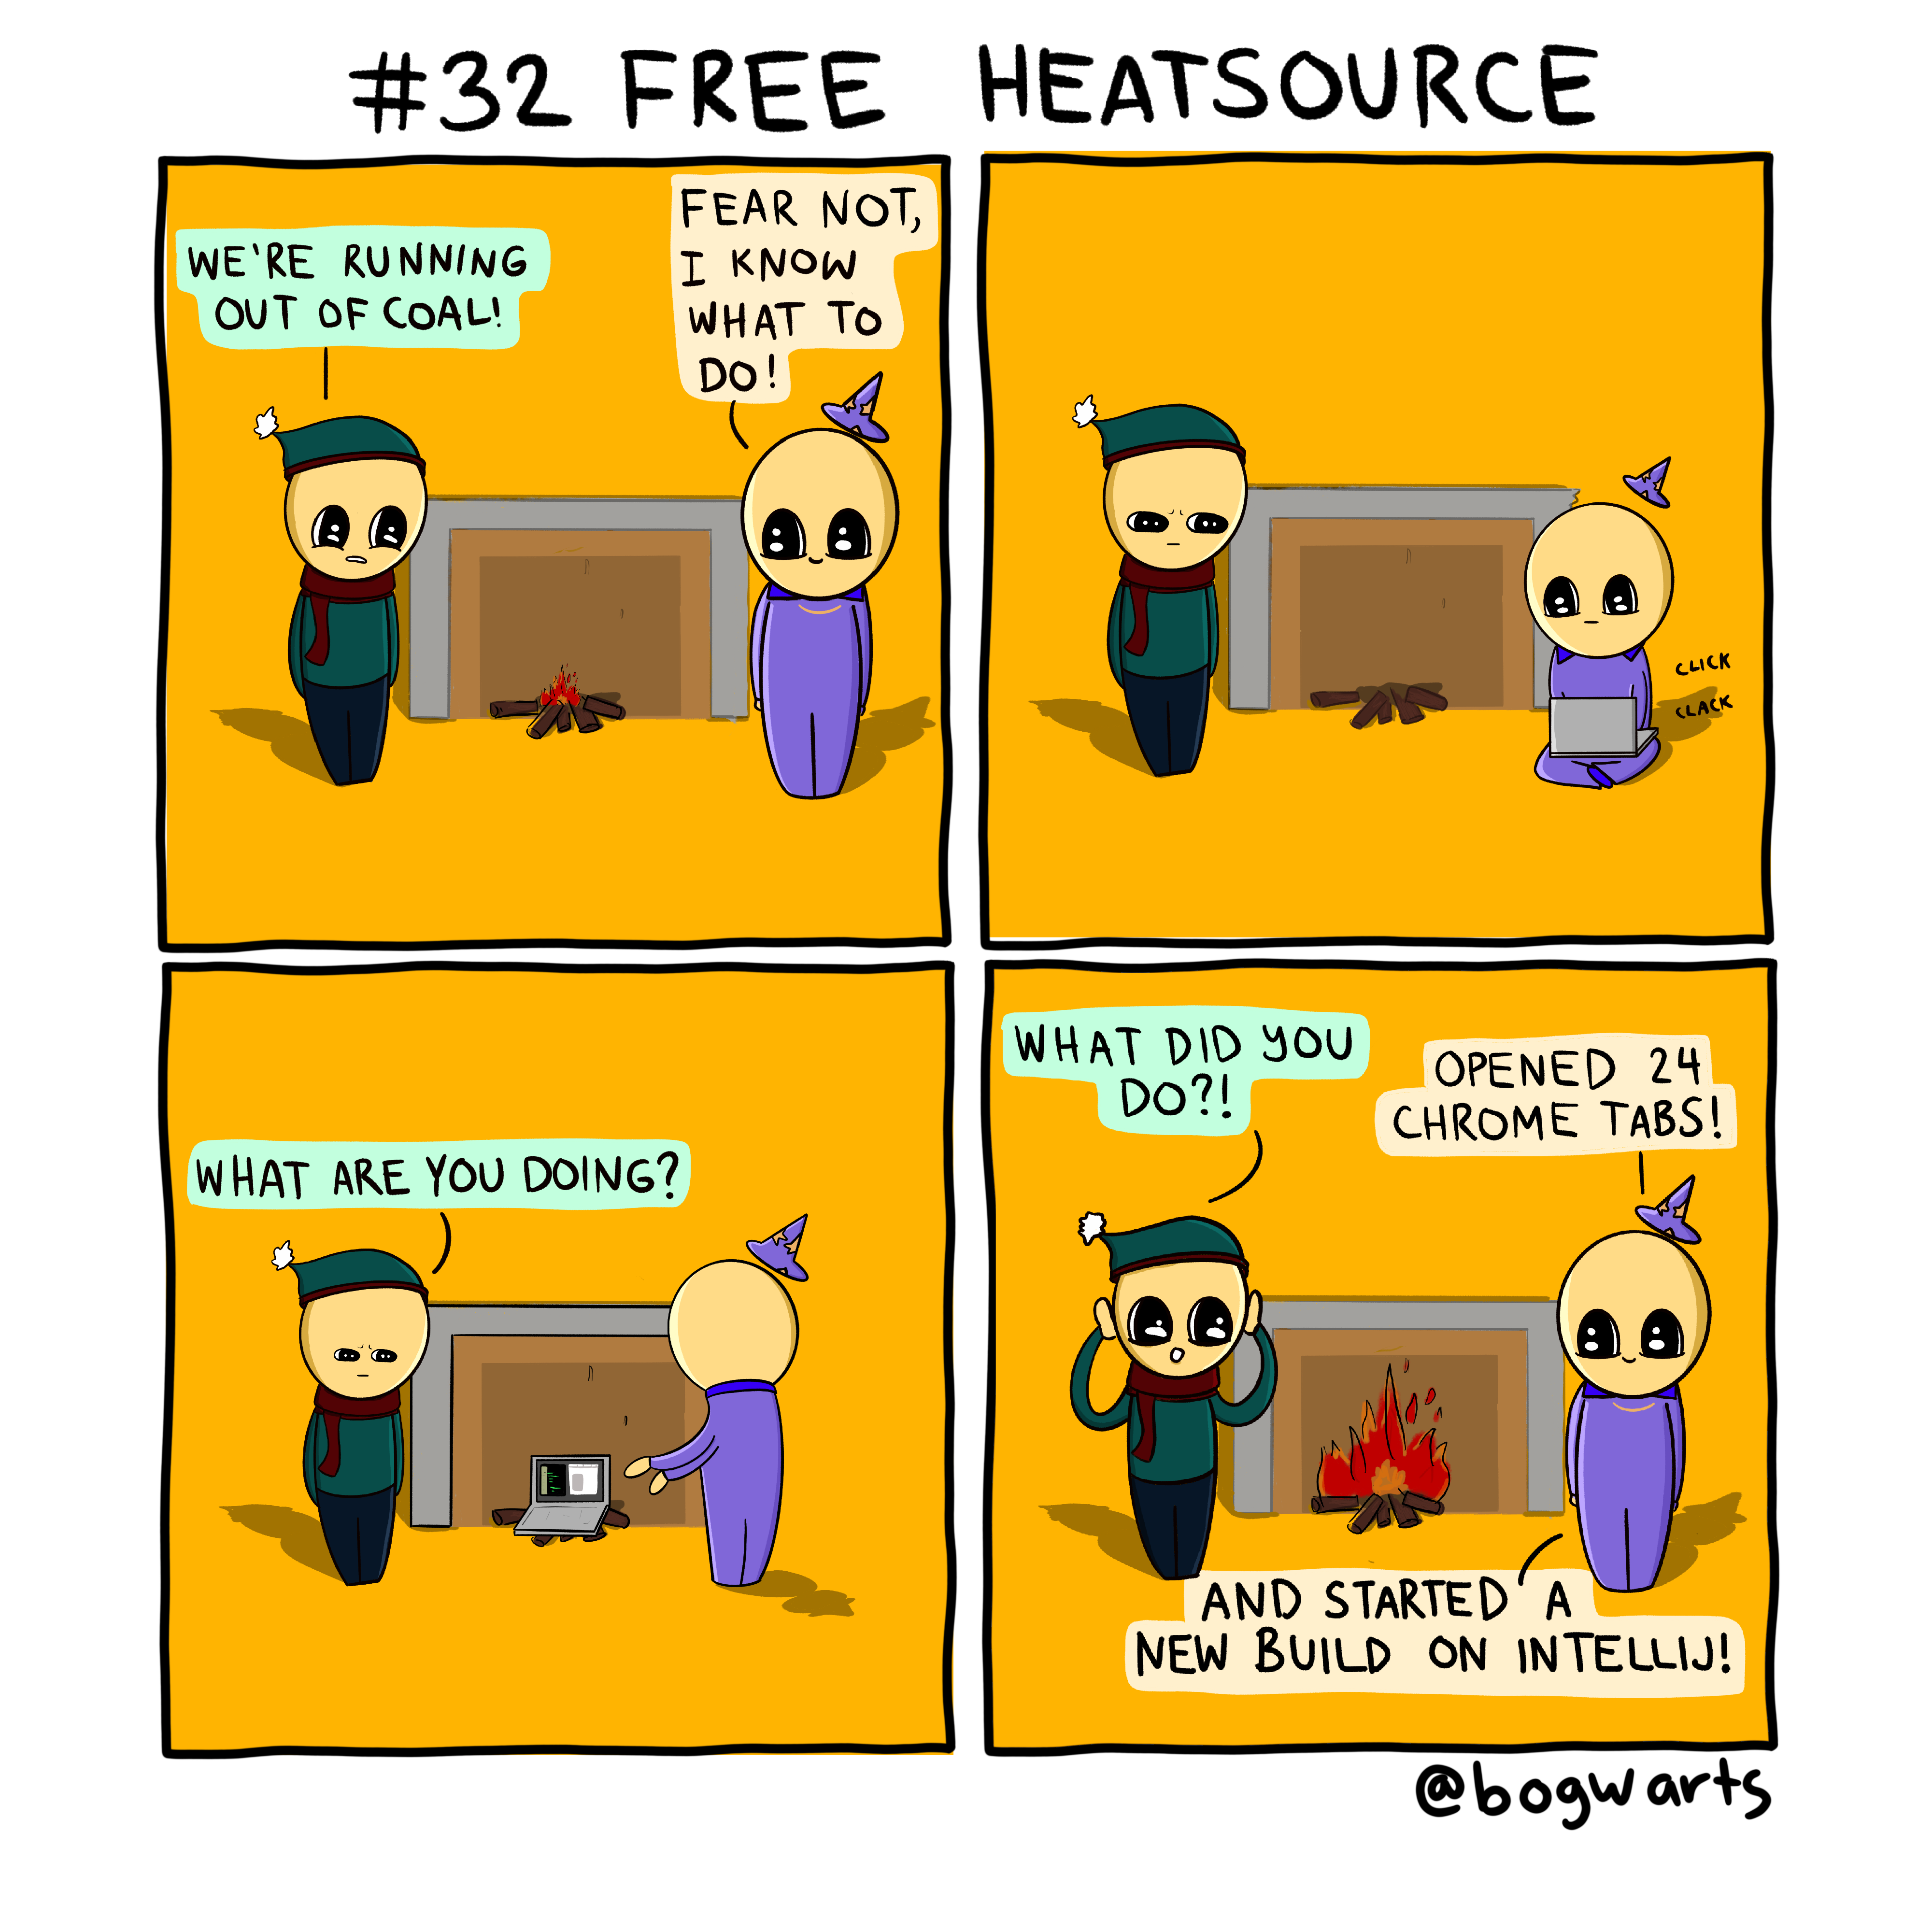 #32 FREE HEATSOURCE
WE'RE RUNNING
OUT OF COAL!
FEAR NOT,
I KNOW
WHAT TO
DO!
CLICK
CLACK
WHAT ARE YOU DOING?
WHAT DID YOU
DO?!
OPENED 24
CHROME TABS!
AND STARTED A
NEW BUILD ON INTELLIJ!
@bogwarts